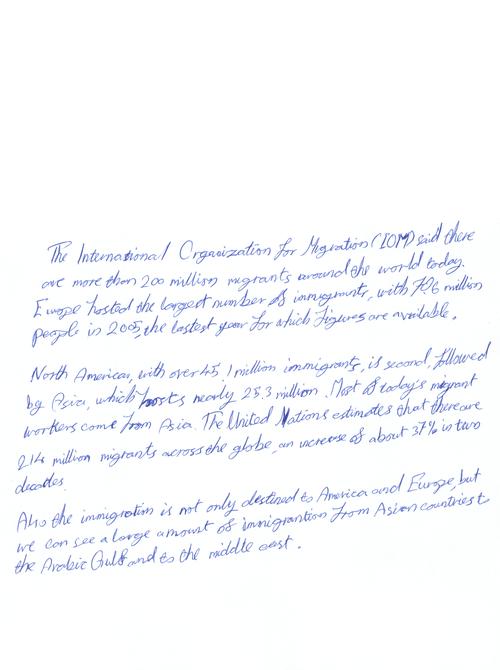 The International Organization for Migration (IOM) said there
are more than 200 million migrants around the world today.
Europe hosted the largest number of immigrants, with 70.6 million
people in 2005, the lastest year for which figures are available.
North America, with over 45.1 million immigrants, is second, followed
by Asia, which hosts nearly 25.3 million. Most of today's migrant
workers come from Asia. The United Nations estimates that there are
214 million migrants across the globe, an increase of about 37% in two
decades.
Also the immigration is not only destined to America and Europe, but
we can see a large amount of immigrantion from Asian countries to
the Arabic Gulf and to the middle east.